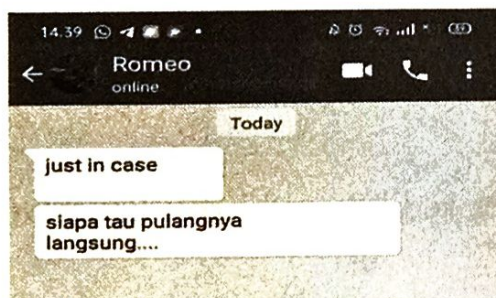 14.39
Romeo
online
Today
just in case
siapa tau pulangnya
langsung....